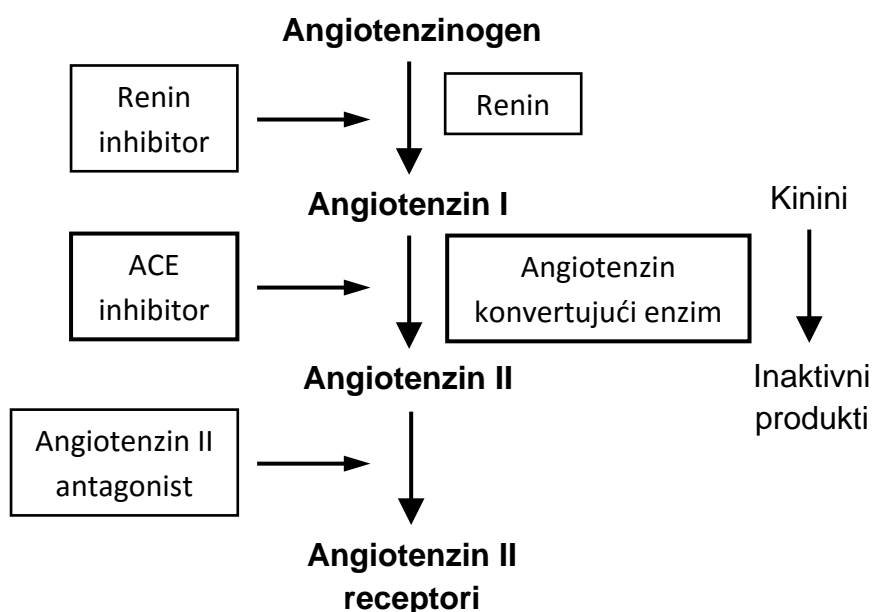 Angiotenzinogen
Renin
inhibitor
Renin
Angiotenzin I
Kinini
ACE
inhibitor
Angiotenzin
konvertujući enzim
Angiotenzin II
Inaktivni
produkti
Angiotenzin II
antagonist
Angiotenzin II
receptori